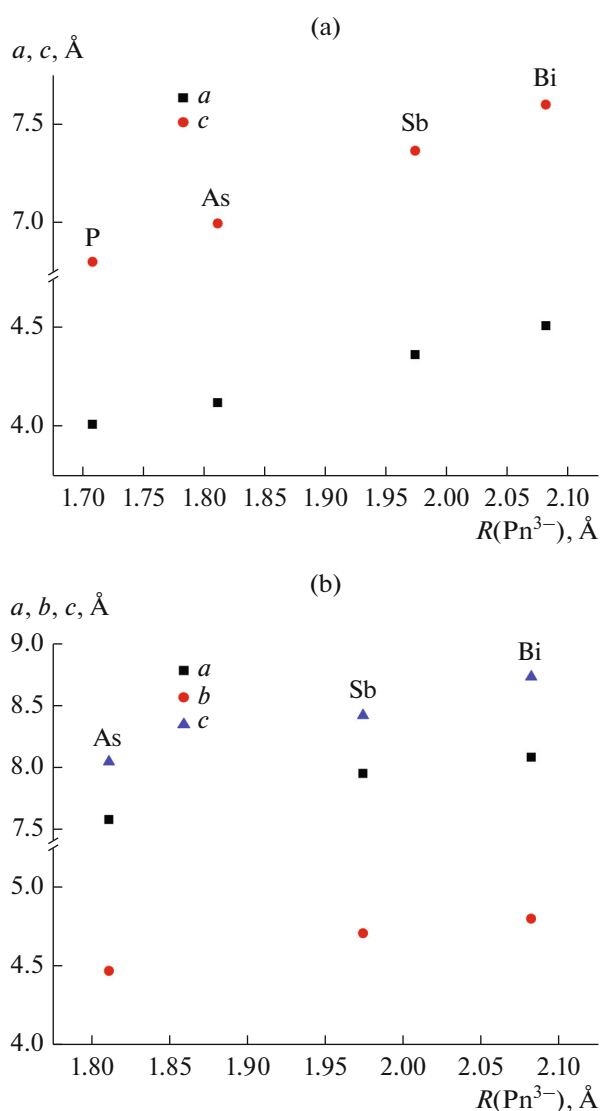 (a)
a, c, Å
7.5
7.0
4.5
4.0
a
c
P
As
Sb
Bi
1.70 1.75 1.80 1.85 1.90 1.95 2.00 2.05 2.10
R(Pn³⁻), Å
(b)
a, b, c, Å
9.0
8.5
8.0
7.5
5.0
4.5
4.0
a
b
c
As
Sb
Bi
1.80 1.85 1.90 1.95 2.00 2.05 2.10
R(Pn³⁻), Å